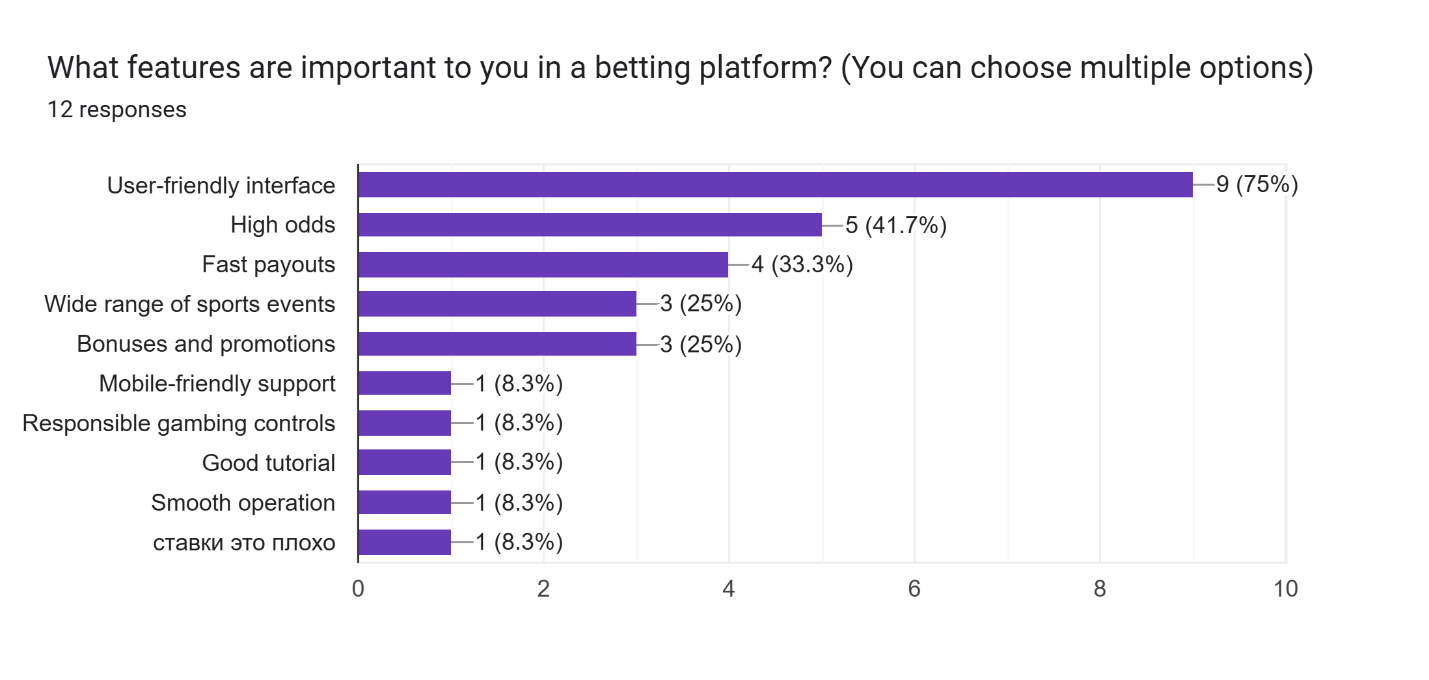 What features are important to you in a betting platform? (You can choose multiple options)
12 responses
User-friendly interface 9 (75%)
High odds 5 (41.7%)
Fast payouts 4 (33.3%)
Wide range of sports events 3 (25%)
Bonuses and promotions 3 (25%)
Mobile-friendly support 1 (8.3%)
Responsible gambing controls 1 (8.3%)
Good tutorial 1 (8.3%)
Smooth operation 1 (8.3%)
ставки это плохо 1 (8.3%)
0 2 4 6 8 10